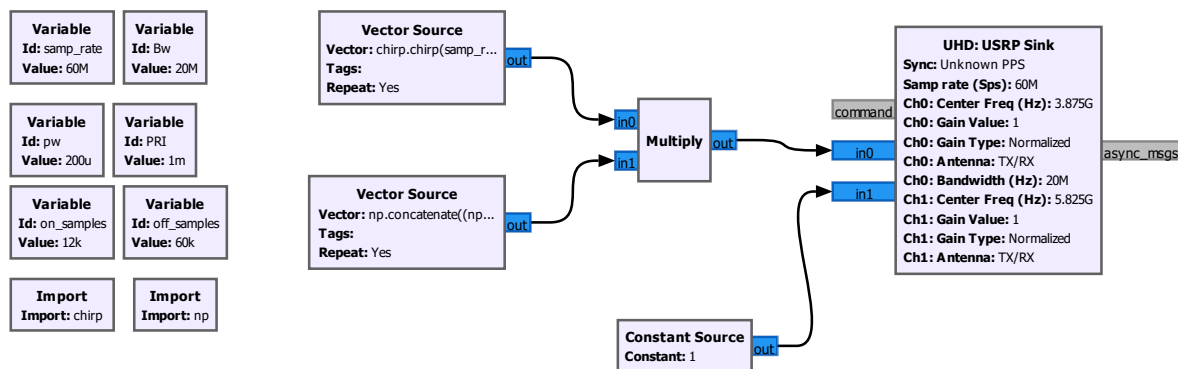 Variable
Id: samp_rate
Value: 60M
Variable
Id: Bw
Value: 20M
Variable
Id: pw
Value: 200u
Variable
Id: PRI
Value: 1m
Variable
Id: on_samples
Value: 12k
Variable
Id: off_samples
Value: 60k
Import
Import: chirp
Import
Import: np
Vector Source
Vector: chirp.chirp(samp_r...
Tags:
Repeat: Yes
out
Vector Source
Vector: np.concatenate((np...
Tags:
Repeat: Yes
out
in0
in1
Multiply
out
Constant Source
Constant: 1
out
command
in0
in1
UHD: USRP Sink
Sync: Unknown PPS
Samp rate (Sps): 60M
Ch0: Center Freq (Hz): 3.875G
Ch0: Gain Value: 1
Ch0: Gain Type: Normalized
Ch0: Antenna: TX/RX
Ch0: Bandwidth (Hz): 20M
Ch1: Center Freq (Hz): 5.825G
Ch1: Gain Value: 1
Ch1: Gain Type: Normalized
Ch1: Antenna: TX/RX
async_msgs